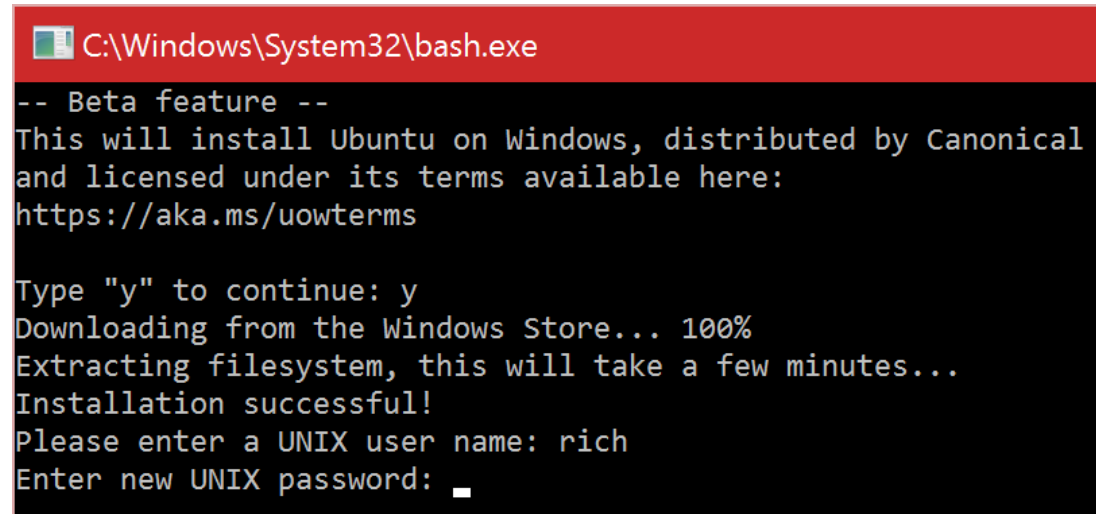 C:\Windows\System32\bash.exe
-- Beta feature --
This will install Ubuntu on Windows, distributed by Canonical
and licensed under its terms available here:
https://aka.ms/uowterms
Type "y" to continue: y
Downloading from the Windows Store... 100%
Extracting filesystem, this will take a few minutes...
Installation successful!
Please enter a UNIX user name: rich
Enter new UNIX password: